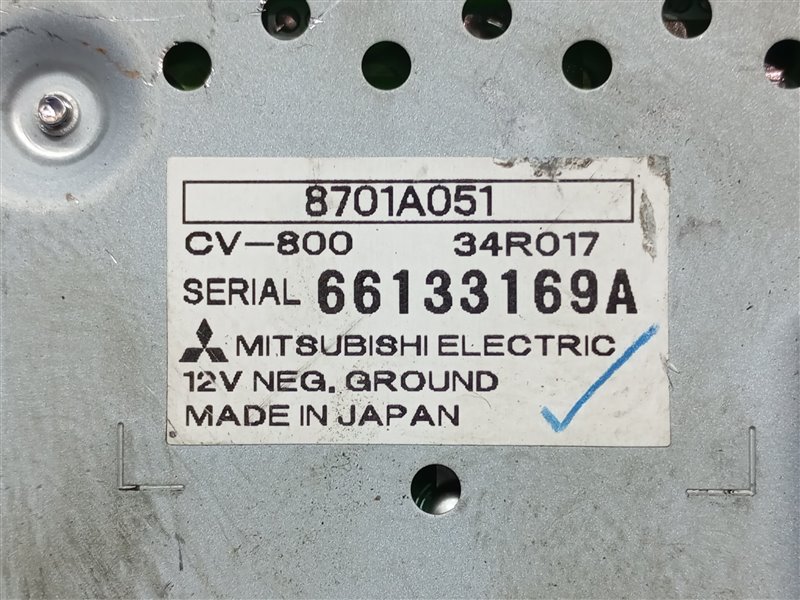 8701A051
CV-800 34R017
SERIAL 66133169A
MITSUBISHI ELECTRIC
12V NEG. GROUND
MADE IN JAPAN